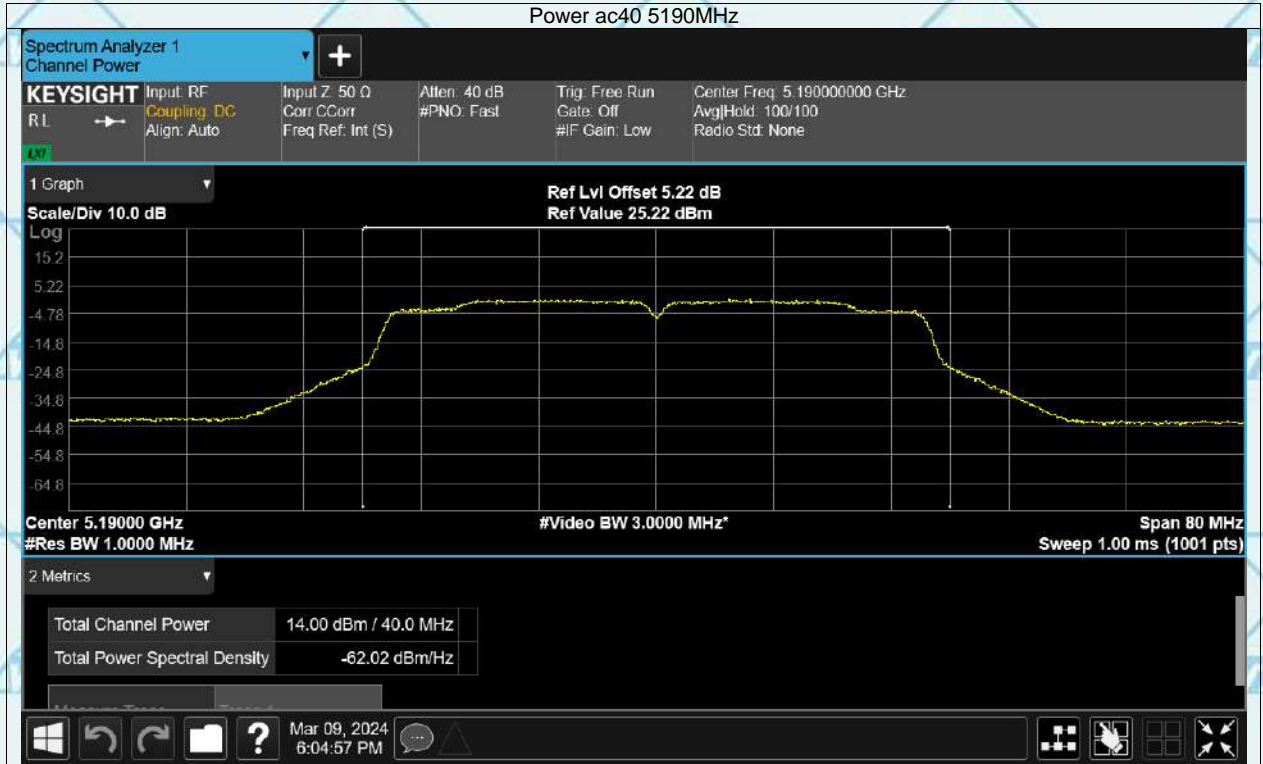 Power ac40 5190MHz
Spectrum Analyzer 1
Channel Power
KEYSIGHT
R L
LXI
Input: RF
Coupling: DC
Align: Auto
Input Z: 50 Ω
Corr CCorr
Freq Ref: Int (S)
Atten: 40 dB
#PNO: Fast
Trig: Free Run
Gate: Off
#IF Gain: Low
Center Freq: 5.190000000 GHz
Avg|Hold: 100/100
Radio Std: None
1 Graph
Scale/Div 10.0 dB
Ref Lvl Offset 5.22 dB
Ref Value 25.22 dBm
Log
15.2
5.22
-4.78
-14.8
-24.8
-34.8
-44.8
-54.8
-64.8
Center 5.19000 GHz
#Video BW 3.0000 MHz*
Span 80 MHz
#Res BW 1.0000 MHz
Sweep 1.00 ms (1001 pts)
2 Metrics
Total Channel Power 14.00 dBm / 40.0 MHz
Total Power Spectral Density -62.02 dBm/Hz
?
Mar 09, 2024
6:04:57 PM